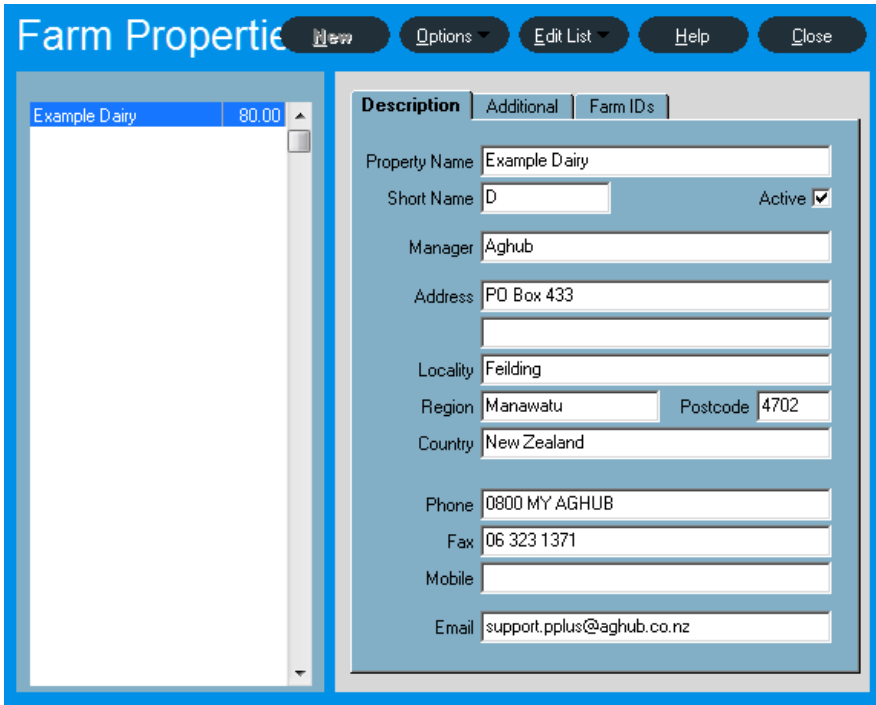 Farm Propertie New Options Edit List Help Close
Example Dairy 80.00
Description Additional Farm IDs
Property Name Example Dairy
Short Name D Active
Manager Aghub
Address PO Box 433
Locality Feilding
Region Manawatu Postcode 4702
Country New Zealand
Phone 0800 MY AGHUB
Fax 06 323 1371
Mobile
Email support.pplus@aghub.co.nz